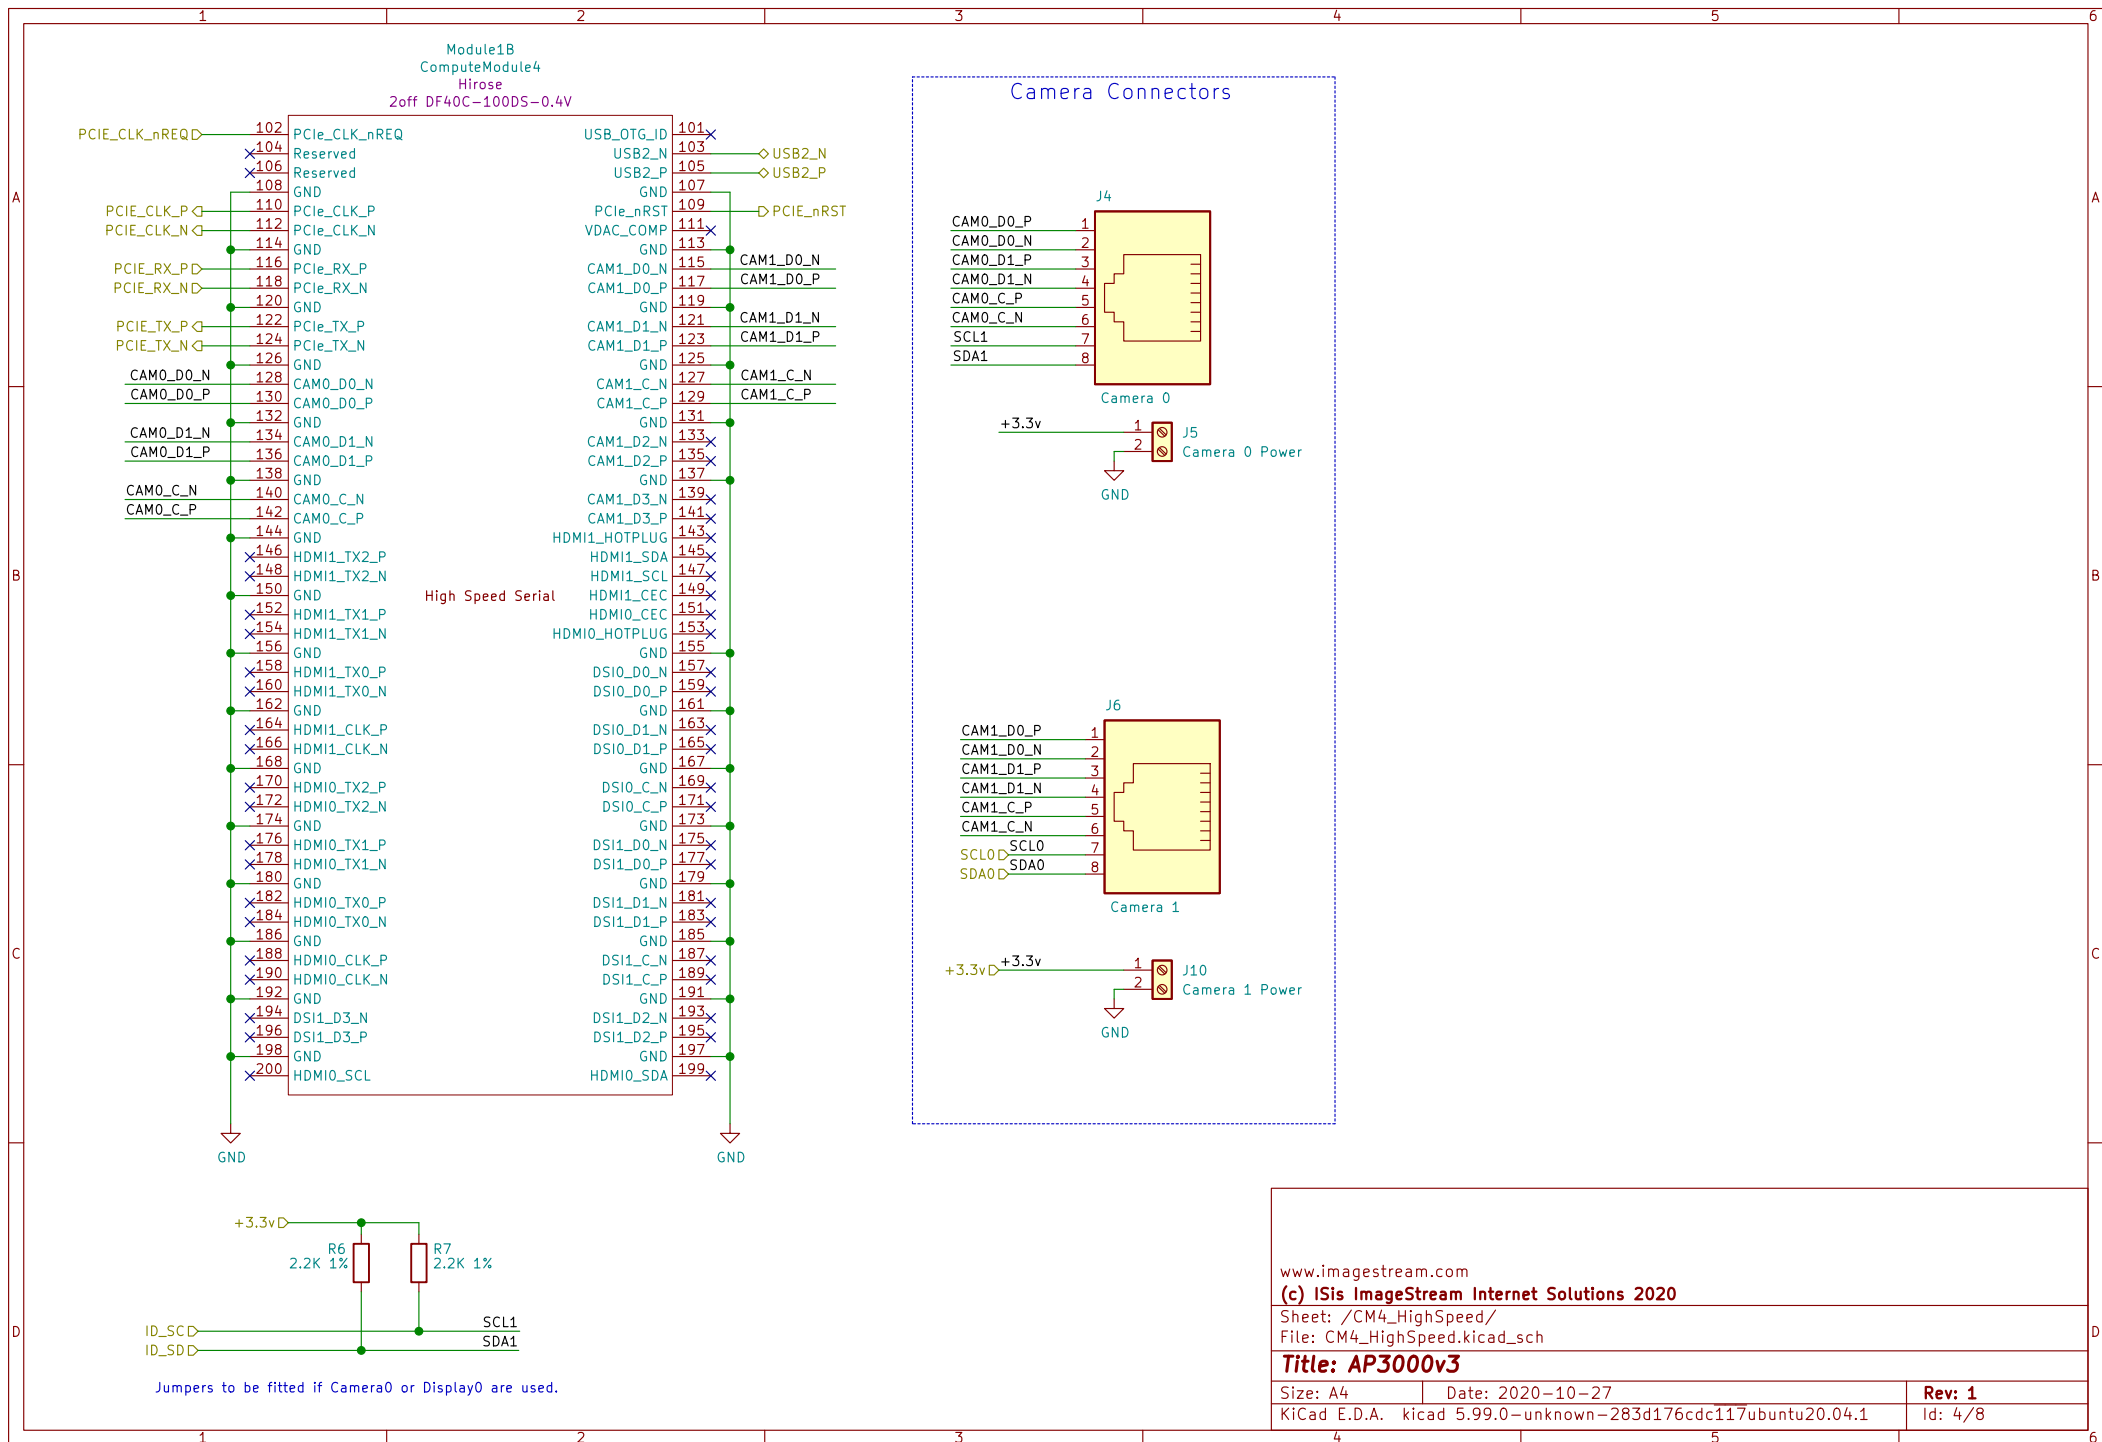 1 2 3 4 5 6
Module1B
ComputeModule4
Hirose
2off DF40C-100DS-0.4V
Camera Connectors
PCIE_CLK_nREQ 102 PCIe_CLK_nREQ USB_OTG_ID 101
104 Reserved USB2_N 103 USB2_N
106 Reserved USB2_P 105 USB2_P
108 GND GND 107
PCIE_CLK_P 110 PCIe_CLK_P PCIe_nRST 109 PCIE_nRST
PCIE_CLK_N 112 PCIe_CLK_N VDAC_COMP 111
114 GND GND 113
PCIE_RX_P 116 PCIe_RX_P CAM1_D0_N 115 CAM1_D0_N
PCIE_RX_N 118 PCIe_RX_N CAM1_D0_P 117 CAM1_D0_P
120 GND GND 119
PCIE_TX_P 122 PCIe_TX_P CAM1_D1_N 121 CAM1_D1_N
PCIE_TX_N 124 PCIe_TX_N CAM1_D1_P 123 CAM1_D1_P
126 GND GND 125
CAM0_D0_N 128 CAM0_D0_N CAM1_C_N 127 CAM1_C_N
CAM0_D0_P 130 CAM0_D0_P CAM1_C_P 129 CAM1_C_P
132 GND GND 131
CAM0_D1_N 134 CAM0_D1_N CAM1_D2_N 133
CAM0_D1_P 136 CAM0_D1_P CAM1_D2_P 135
138 GND GND 137
CAM0_C_N 140 CAM0_C_N CAM1_D3_N 139
CAM0_C_P 142 CAM0_C_P CAM1_D3_P 141
144 GND HDMI1_HOTPLUG 143
146 HDMI1_TX2_P HDMI1_SDA 145
148 HDMI1_TX2_N HDMI1_SCL 147
150 GND High Speed Serial HDMI1_CEC 149
152 HDMI1_TX1_P HDMI0_CEC 151
154 HDMI1_TX1_N HDMI0_HOTPLUG 153
156 GND GND 155
158 HDMI1_TX0_P DSI0_D0_N 157
160 HDMI1_TX0_N DSI0_D0_P 159
162 GND GND 161
164 HDMI1_CLK_P DSI0_D1_N 163
166 HDMI1_CLK_N DSI0_D1_P 165
168 GND GND 167
170 HDMI0_TX2_P DSI0_C_N 169
172 HDMI0_TX2_N DSI0_C_P 171
174 GND GND 173
176 HDMI0_TX1_P DSI1_D0_N 175
178 HDMI0_TX1_N DSI1_D0_P 177
180 GND GND 179
182 HDMI0_TX0_P DSI1_D1_N 181
184 HDMI0_TX0_N DSI1_D1_P 183
186 GND GND 185
188 HDMI0_CLK_P DSI1_C_N 187
190 HDMI0_CLK_N DSI1_C_P 189
192 GND GND 191
194 DSI1_D3_N DSI1_D2_N 193
196 DSI1_D3_P DSI1_D2_P 195
198 GND GND 197
200 HDMI0_SCL HDMI0_SDA 199
GND GND
J4
CAM0_D0_P 1
CAM0_D0_N 2
CAM0_D1_P 3
CAM0_D1_N 4
CAM0_C_P 5
CAM0_C_N 6
SCL1 7
SDA1 8
Camera 0
+3.3v 1 J5
2 Camera 0 Power
GND
J6
CAM1_D0_P 1
CAM1_D0_N 2
CAM1_D1_P 3
CAM1_D1_N 4
CAM1_C_P 5
CAM1_C_N 6
SCL0 SCL0 7
SDA0 SDA0 8
Camera 1
+3.3v +3.3v 1 J10
2 Camera 1 Power
GND
+3.3v
R6 R7
2.2K 1% 2.2K 1%
ID_SC SCL1
ID_SD SDA1
Jumpers to be fitted if Camera0 or Display0 are used.
www.imagestream.com
(c) ISis ImageStream Internet Solutions 2020
Sheet: /CM4_HighSpeed/
File: CM4_HighSpeed.kicad_sch
Title: AP3000v3
Size: A4 Date: 2020-10-27 Rev: 1
KiCad E.D.A. kicad 5.99.0-unknown-283d176cdc117ubuntu20.04.1 Id: 4/8
A A
B B
C C
D D
1 2 3 4 5 6